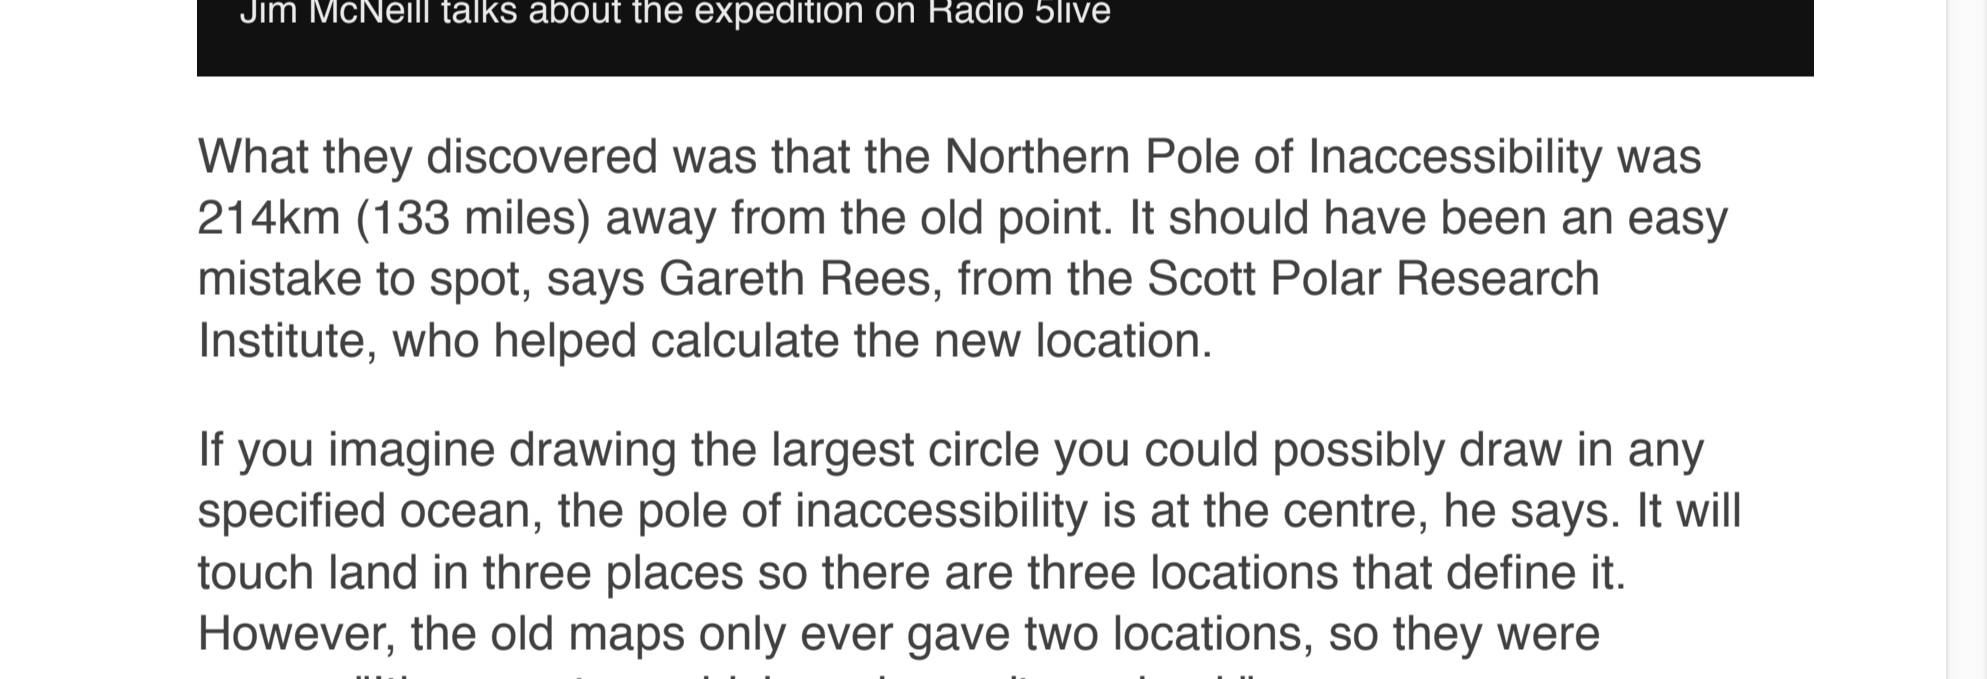 Jim McNeill talks about the expedition on Radio 5live
What they discovered was that the Northern Pole of Inaccessibility was
214km (133 miles) away from the old point. It should have been an easy
mistake to spot, says Gareth Rees, from the Scott Polar Research
Institute, who helped calculate the new location.
If you imagine drawing the largest circle you could possibly draw in any
specified ocean, the pole of inaccessibility is at the centre, he says. It will
touch land in three places so there are three locations that define it.
However, the old maps only ever gave two locations, so they were